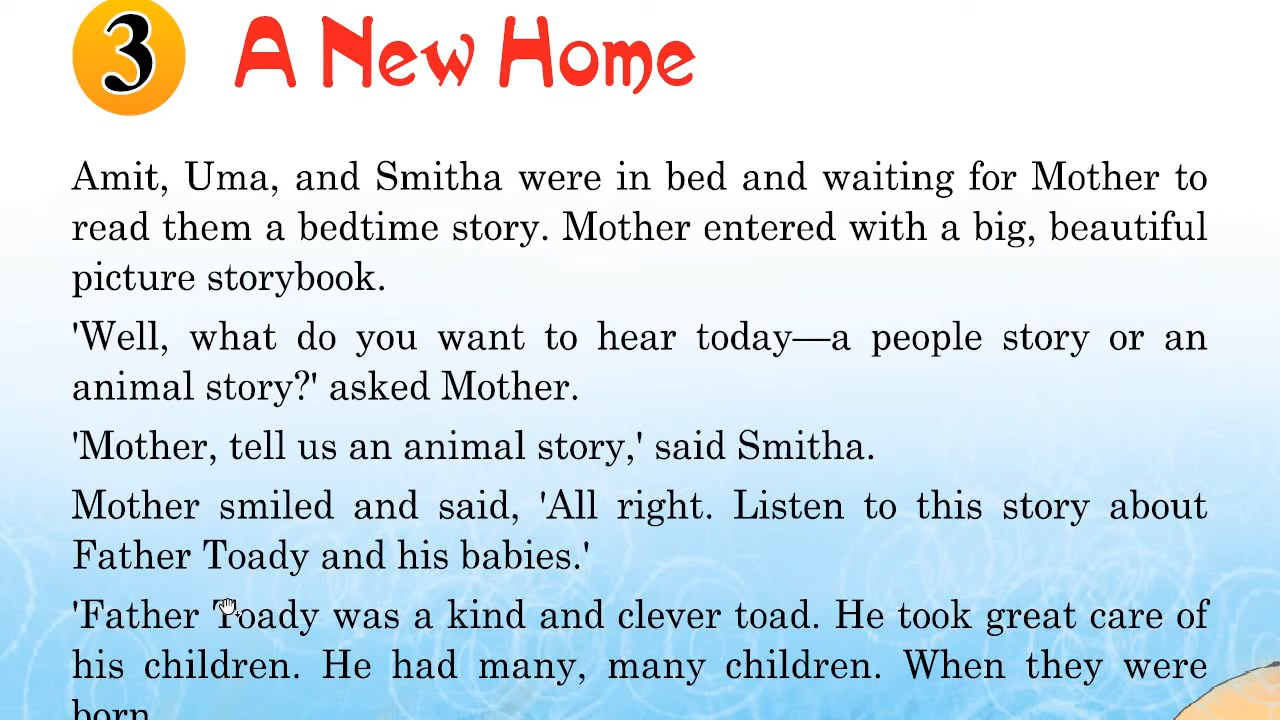 3 A New Home
Amit, Uma, and Smitha were in bed and waiting for Mother to
read them a bedtime story. Mother entered with a big, beautiful
picture storybook.
'Well, what do you want to hear today—a people story or an
animal story?' asked Mother.
'Mother, tell us an animal story,' said Smitha.
Mother smiled and said, 'All right. Listen to this story about
Father Toady and his babies.'
'Father Toady was a kind and clever toad. He took great care of
his children. He had many, many children. When they were
born